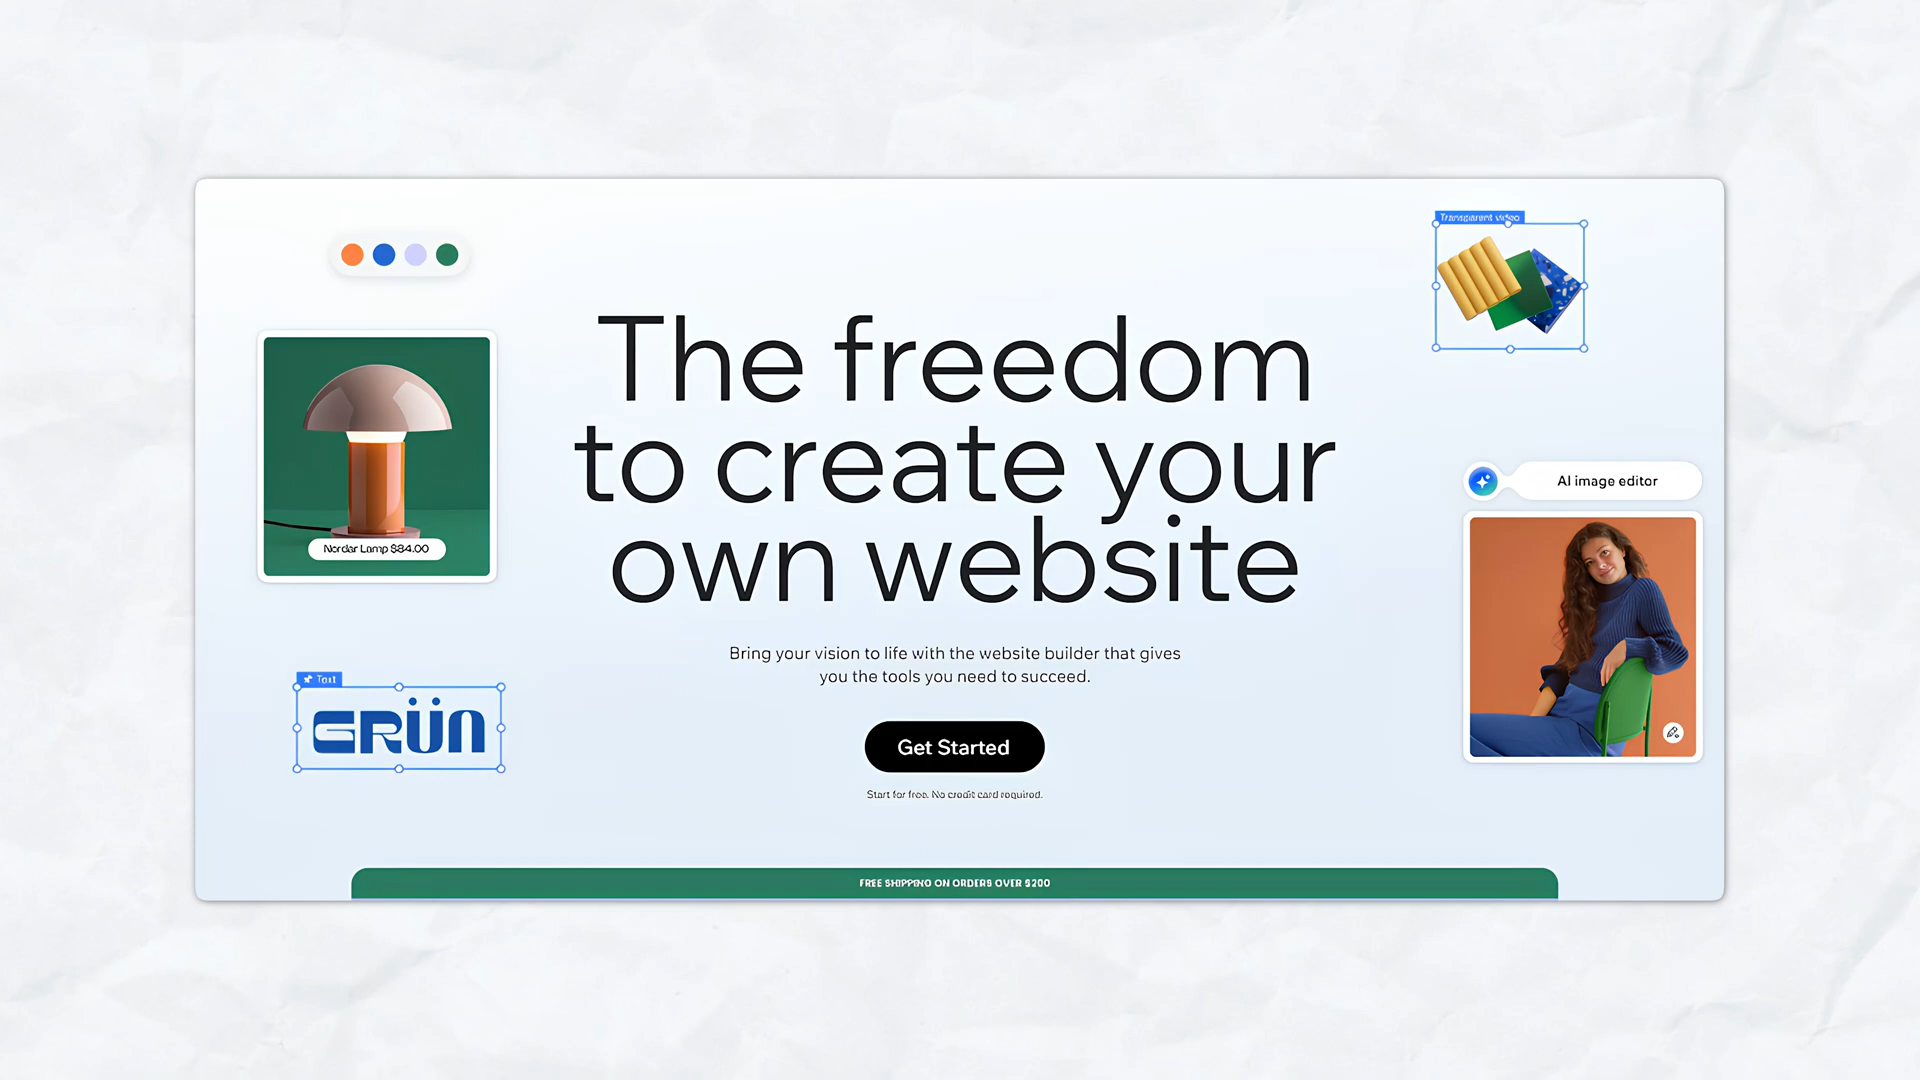 Transparent video
The freedom
to create your
own website
AI image editor
Nordar Lamp $84.00
Bring your vision to life with the website builder that gives
you the tools you need to succeed.
Text
GRÜN
Get Started
Start for free. No credit card required.
FREE SHIPPING ON ORDERS OVER $200